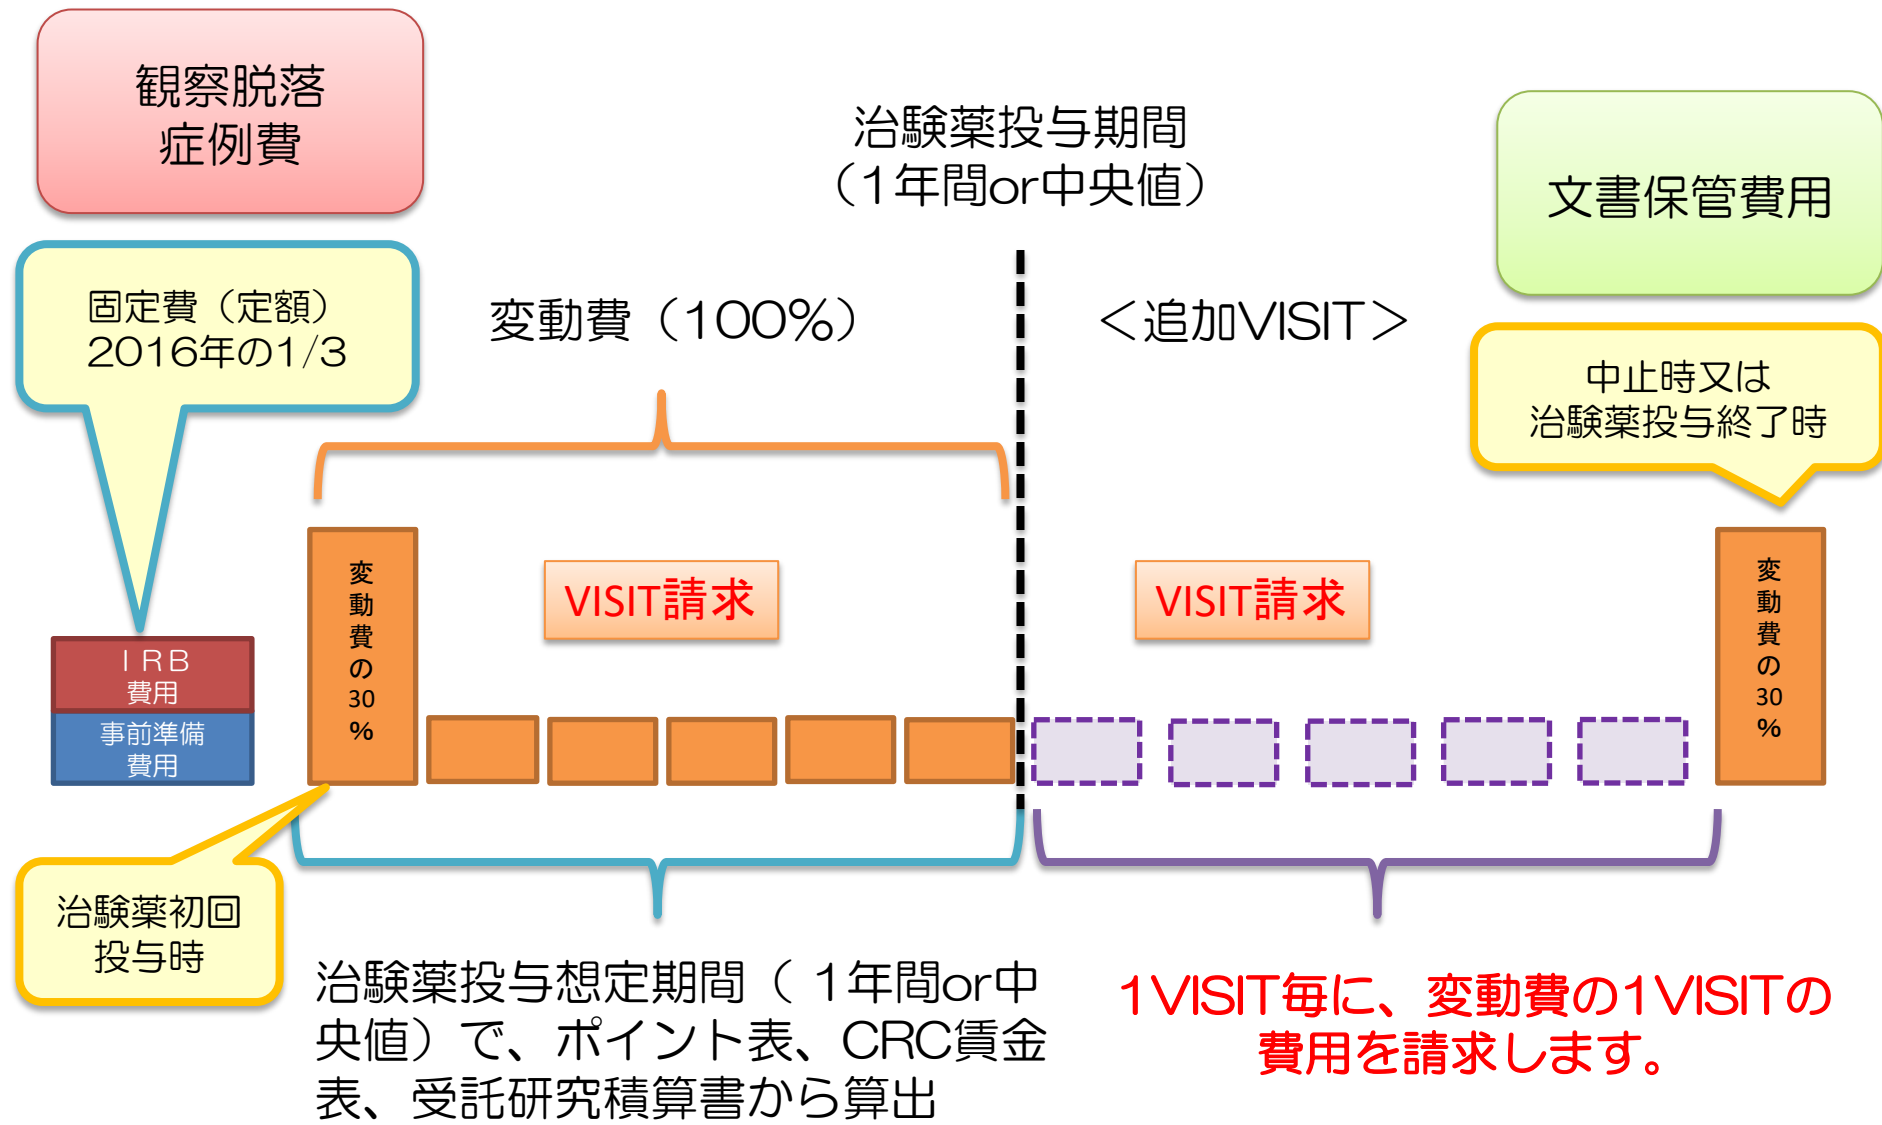 観察脱落
症例費
治験薬投与期間
（1年間or中央値）
文書保管費用
固定費（定額）
2016年の1/3
変動費（100%）
＜追加VISIT＞
中止時又は
治験薬投与終了時
変動費の30%
VISIT請求
VISIT請求
変動費の30%
ＩＲＢ
費用
事前準備
費用
治験薬初回
投与時
治験薬投与想定期間（ 1年間or中
央値）で、ポイント表、CRC賃金
表、受託研究積算書から算出
1VISIT毎に、変動費の1VISITの
費用を請求します。